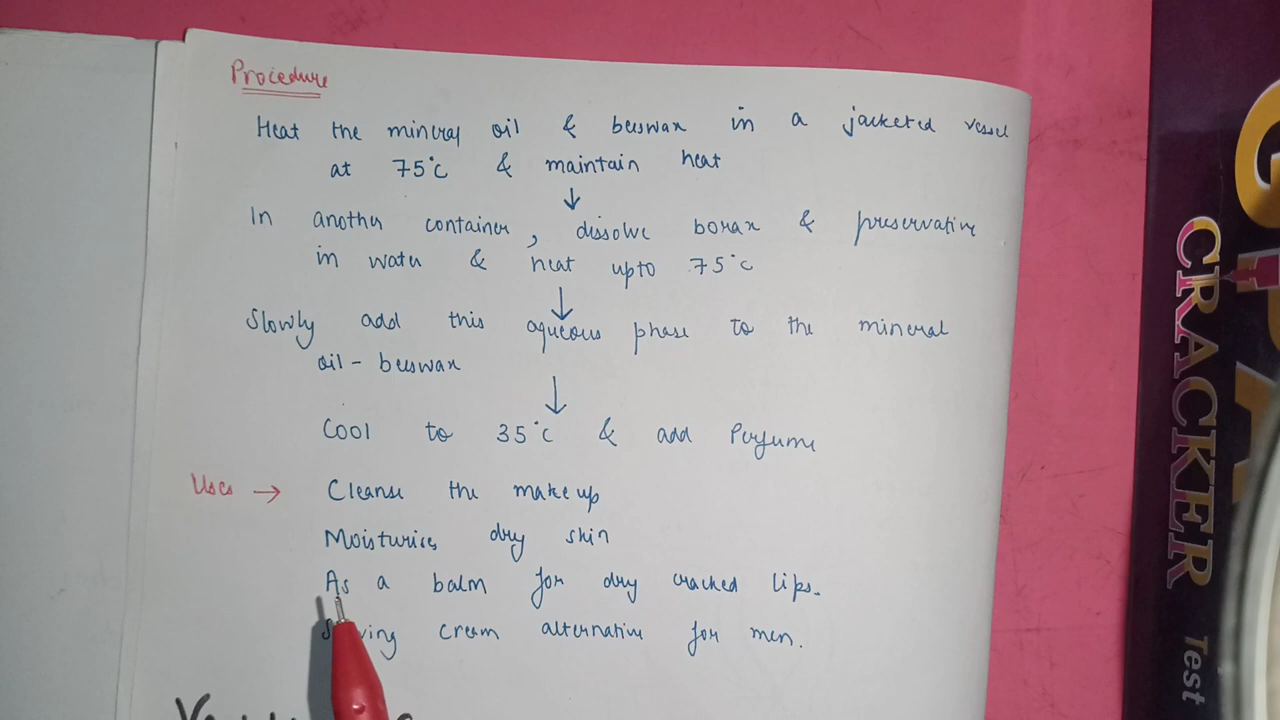 Procedure
Heat the mineral oil & beeswax in a jacketed vessel
at 75°C & maintain heat
↓
In another container, dissolve borax & preservative
in water & heat upto 75°C
↓
Slowly add this aqueous phase to the mineral
oil - beeswax
↓
Cool to 35°C & add Perfume
Uses → Cleanse the makeup
Moisturises dry skin
As a balm for dry cracked lips.
cream alternative for men.
CRACKER
Test